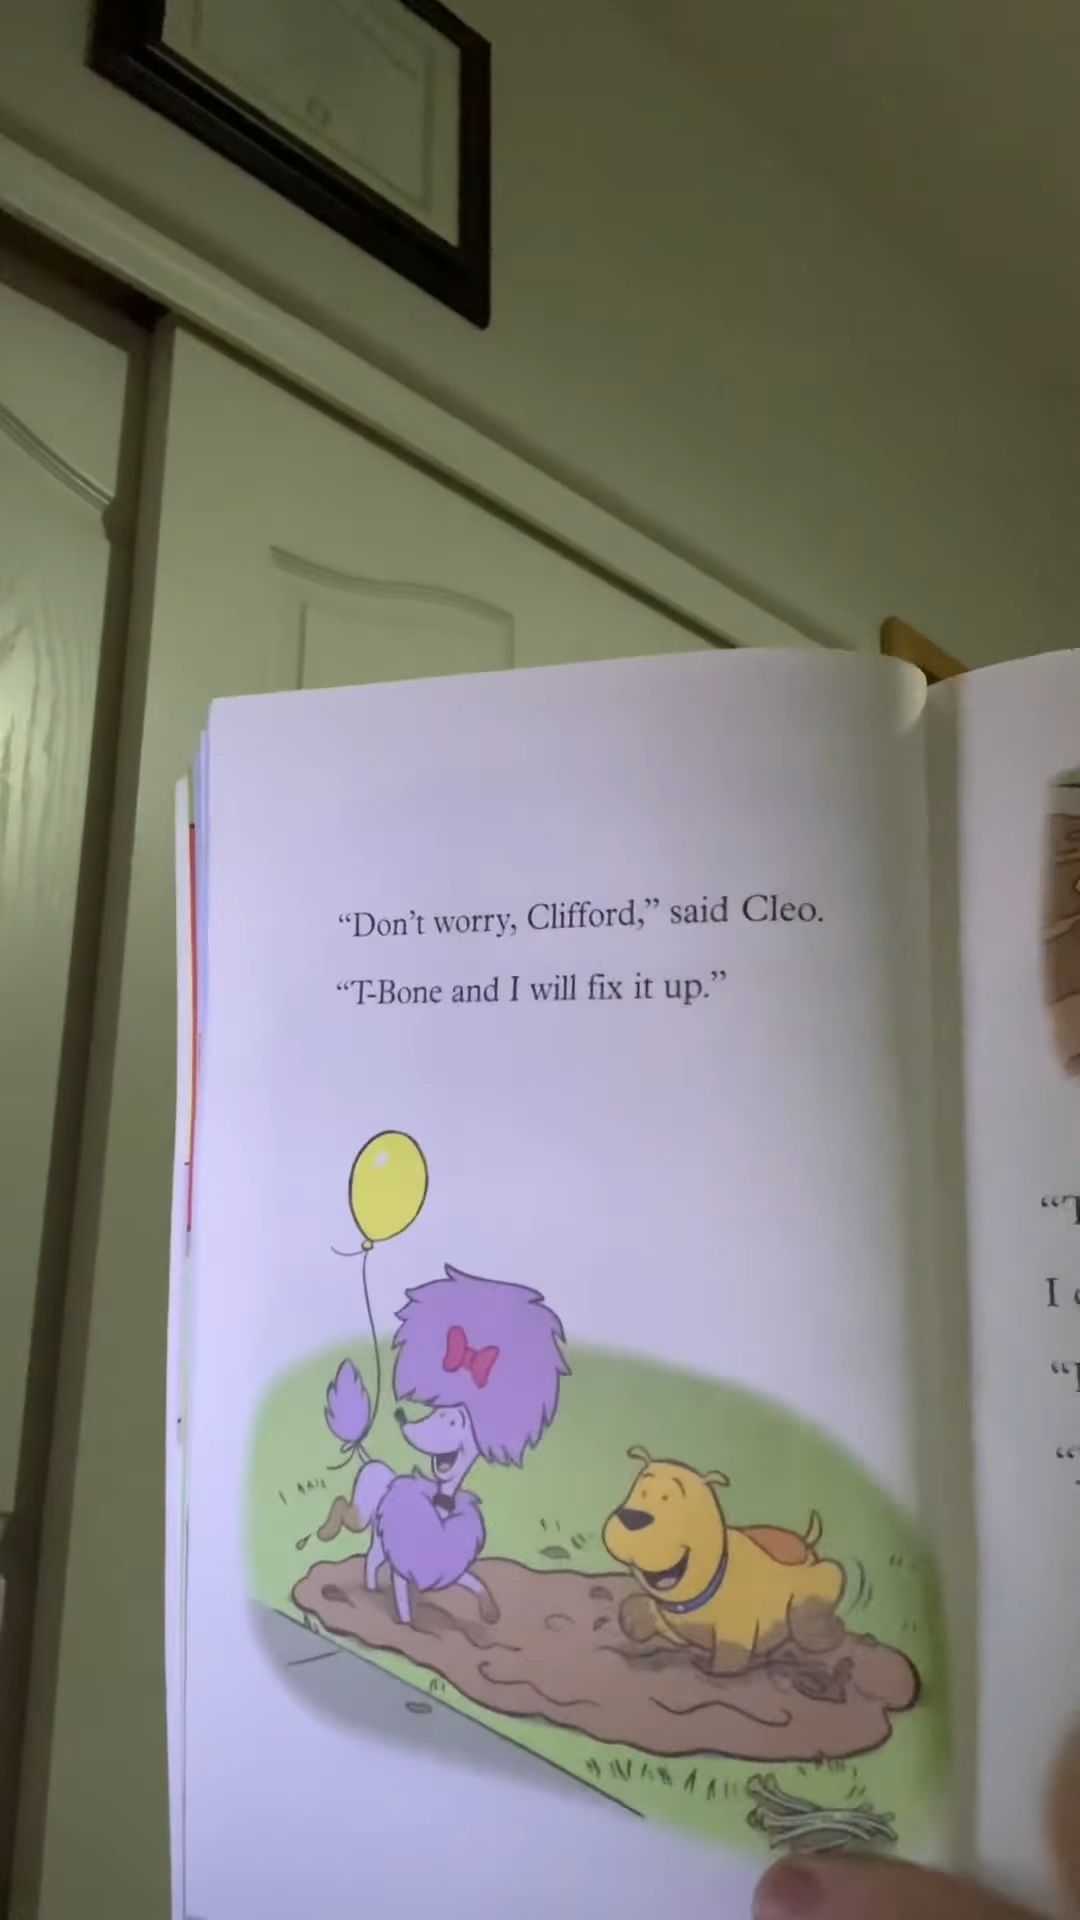 “Don’t worry, Clifford,” said Cleo.
“T-Bone and I will fix it up.”
I